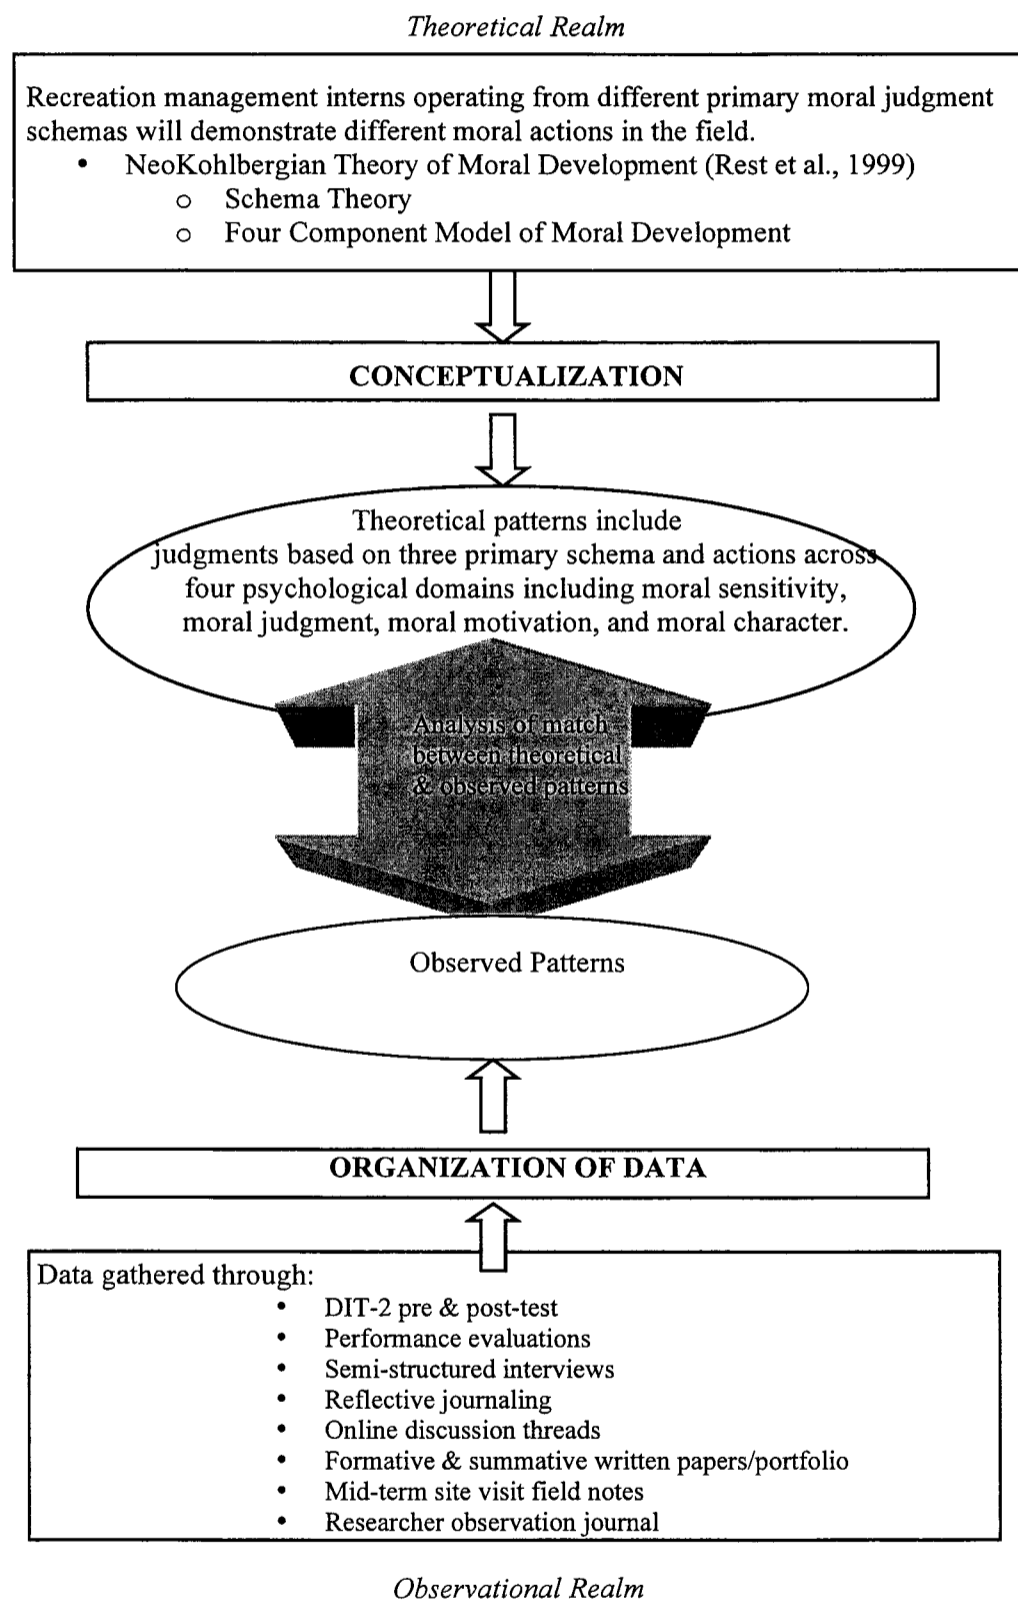 Theoretical Realm
Recreation management interns operating from different primary moral judgment
schemas will demonstrate different moral actions in the field.
• NeoKohlbergian Theory of Moral Development (Rest et al., 1999)
o Schema Theory
o Four Component Model of Moral Development
CONCEPTUALIZATION
Theoretical patterns include
judgments based on three primary schema and actions across
four psychological domains including moral sensitivity,
moral judgment, moral motivation, and moral character.
Analysis of match
between theoretical
& observed patterns
Observed Patterns
ORGANIZATION OF DATA
Data gathered through:
• DIT-2 pre & post-test
• Performance evaluations
• Semi-structured interviews
• Reflective journaling
• Online discussion threads
• Formative & summative written papers/portfolio
• Mid-term site visit field notes
• Researcher observation journal
Observational Realm